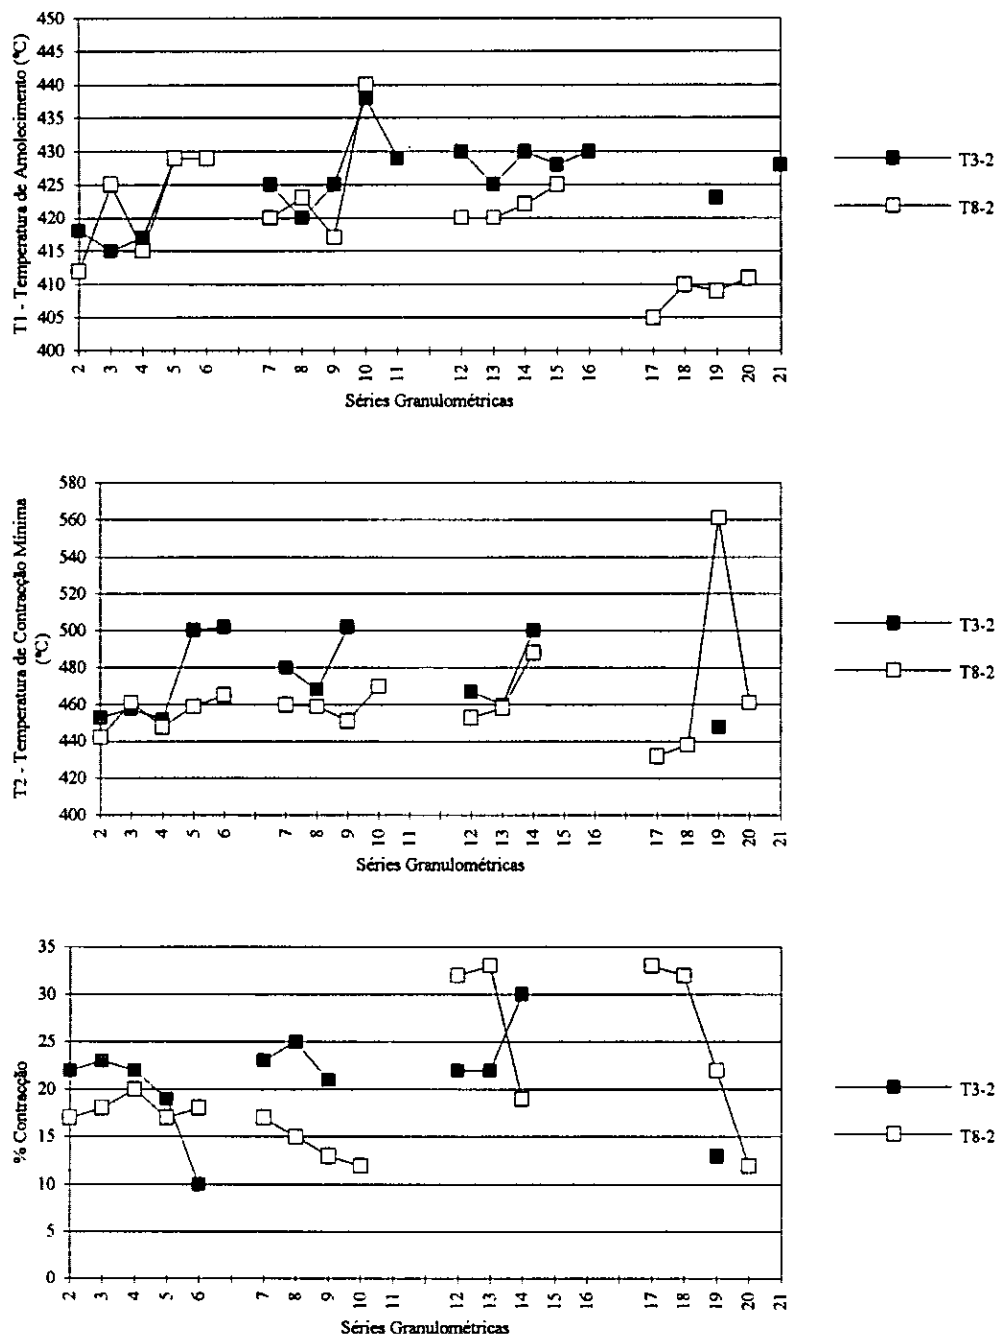 T1 - Temperatura de Amolecimento (°C)
450
445
440
435
430
425
420
415
410
405
400
2 3 4 5 6 7 8 9 10 11 12 13 14 15 16 17 18 19 20 21
Séries Granulométricas
T3-2
T8-2
T2 - Temperatura de Contracção Mínima
(°C)
580
560
540
520
500
480
460
440
420
400
2 3 4 5 6 7 8 9 10 11 12 13 14 15 16 17 18 19 20 21
Séries Granulométricas
T3-2
T8-2
% Contracção
35
30
25
20
15
10
5
0
2 3 4 5 6 7 8 9 10 11 12 13 14 15 16 17 18 19 20 21
Séries Granulométricas
T3-2
T8-2